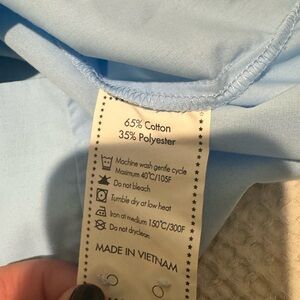 65% Cotton
35% Polyester
Machine wash gentle cycle
Maximum 40°C/105F
Do not bleach
Tumble dry at low heat
Iron at medium 150°C/300F
Do not dryclean
MADE IN VIETNAM